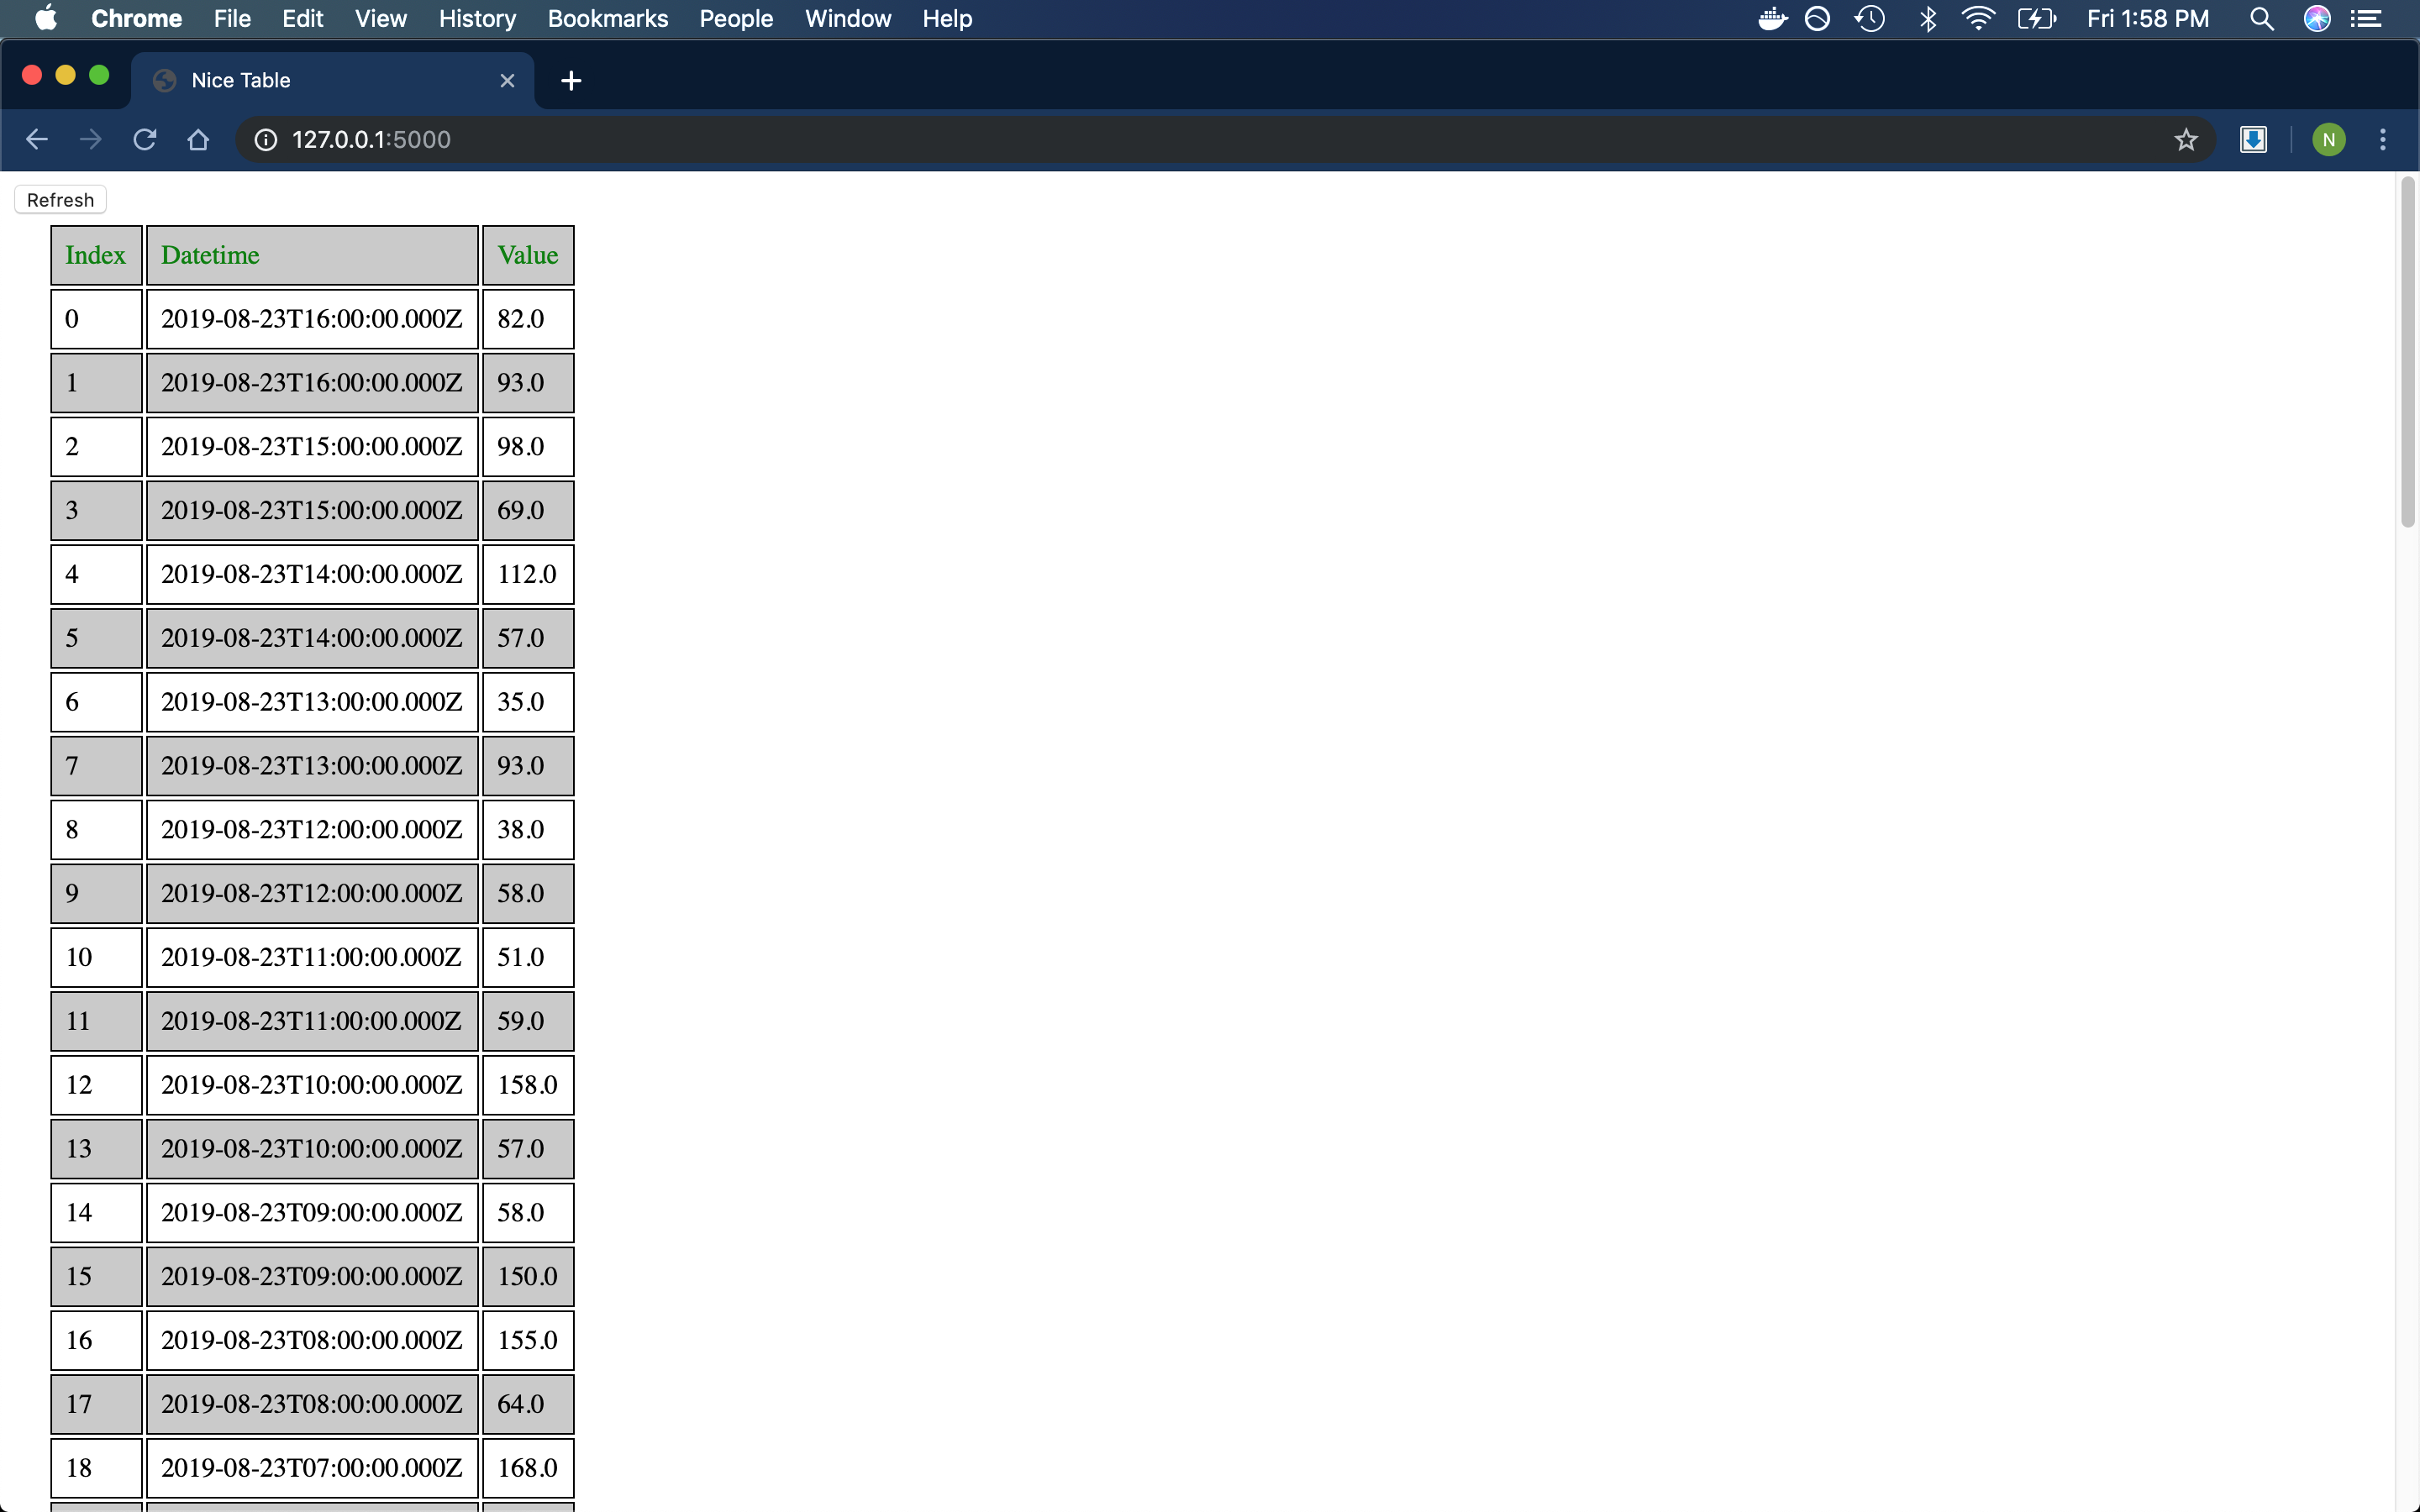 Chrome File Edit View History Bookmarks People Window Help Fri 1:58 PM
Nice Table
127.0.0.1:5000 N
Refresh
Index Datetime Value
0 2019-08-23T16:00:00.000Z 82.0
1 2019-08-23T16:00:00.000Z 93.0
2 2019-08-23T15:00:00.000Z 98.0
3 2019-08-23T15:00:00.000Z 69.0
4 2019-08-23T14:00:00.000Z 112.0
5 2019-08-23T14:00:00.000Z 57.0
6 2019-08-23T13:00:00.000Z 35.0
7 2019-08-23T13:00:00.000Z 93.0
8 2019-08-23T12:00:00.000Z 38.0
9 2019-08-23T12:00:00.000Z 58.0
10 2019-08-23T11:00:00.000Z 51.0
11 2019-08-23T11:00:00.000Z 59.0
12 2019-08-23T10:00:00.000Z 158.0
13 2019-08-23T10:00:00.000Z 57.0
14 2019-08-23T09:00:00.000Z 58.0
15 2019-08-23T09:00:00.000Z 150.0
16 2019-08-23T08:00:00.000Z 155.0
17 2019-08-23T08:00:00.000Z 64.0
18 2019-08-23T07:00:00.000Z 168.0